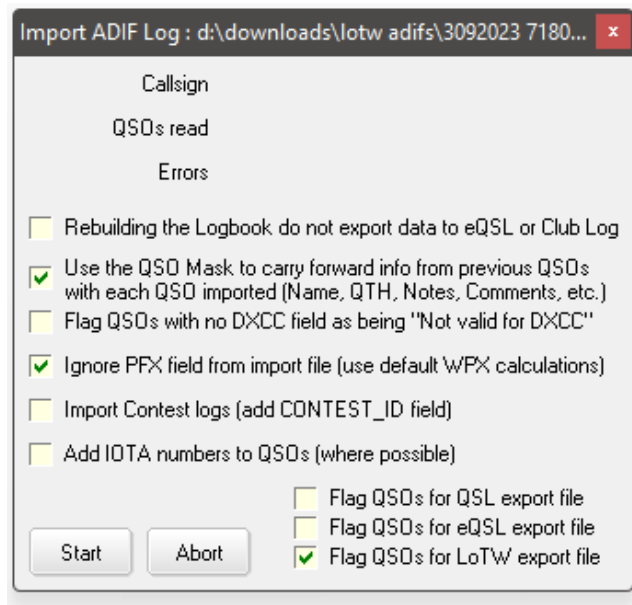 Import ADIF Log : d:\downloads\lotw adifs\3092023 7180... x
Callsign
QSOs read
Errors
Rebuilding the Logbook do not export data to eQSL or Club Log
Use the QSO Mask to carry forward info from previous QSOs
with each QSO imported (Name, QTH, Notes, Comments, etc.)
Flag QSOs with no DXCC field as being "Not valid for DXCC"
Ignore PFX field from import file (use default WPX calculations)
Import Contest logs (add CONTEST_ID field)
Add IOTA numbers to QSOs (where possible)
Flag QSOs for QSL export file
Flag QSOs for eQSL export file
Flag QSOs for LoTW export file
Start Abort